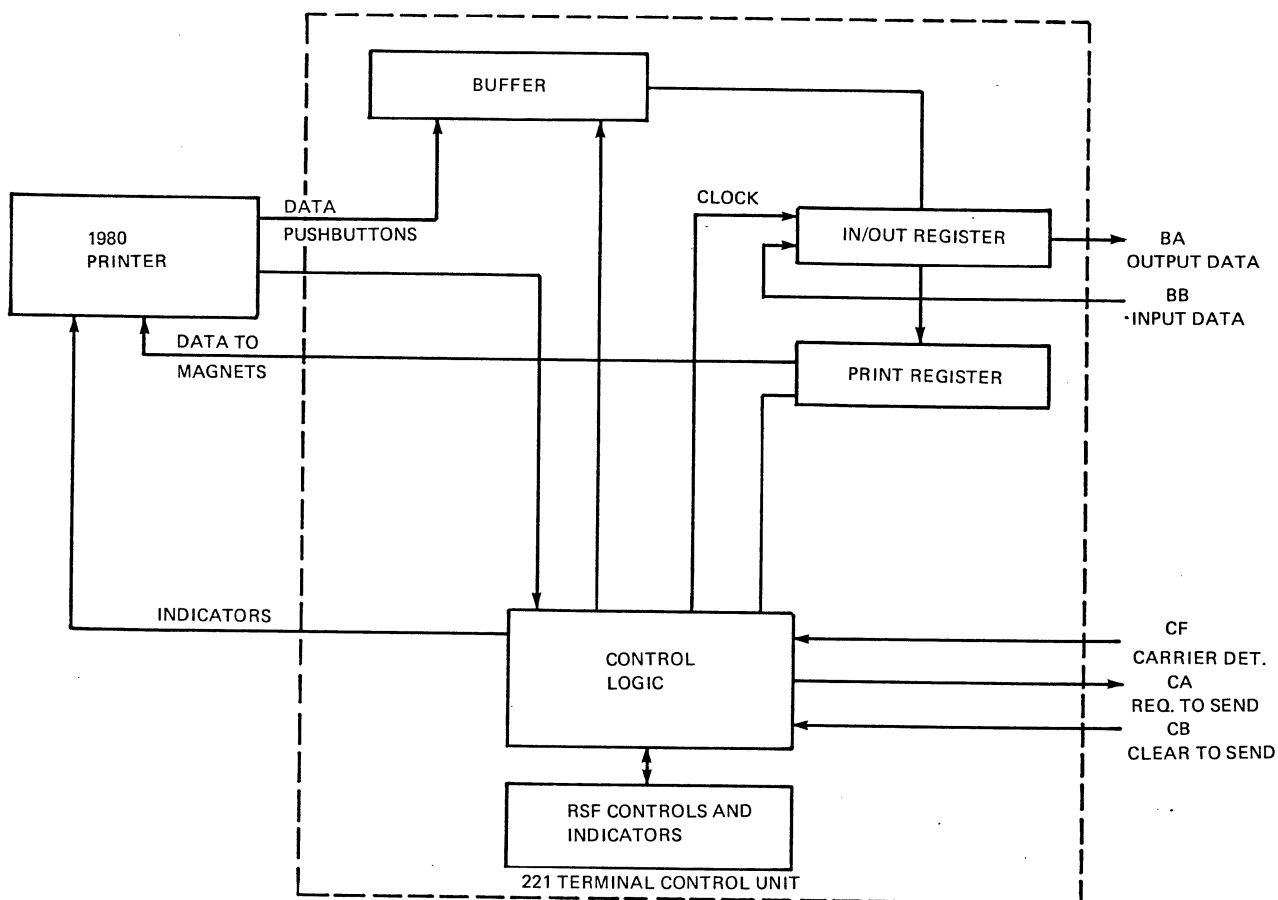 BUFFER
1980
PRINTER
DATA
PUSHBUTTONS
CLOCK
IN/OUT REGISTER
BA
OUTPUT DATA
BB
INPUT DATA
DATA TO
MAGNETS
PRINT REGISTER
INDICATORS
CONTROL
LOGIC
CF
CARRIER DET.
CA
REQ. TO SEND
CB
CLEAR TO SEND
RSF CONTROLS AND
INDICATORS
221 TERMINAL CONTROL UNIT